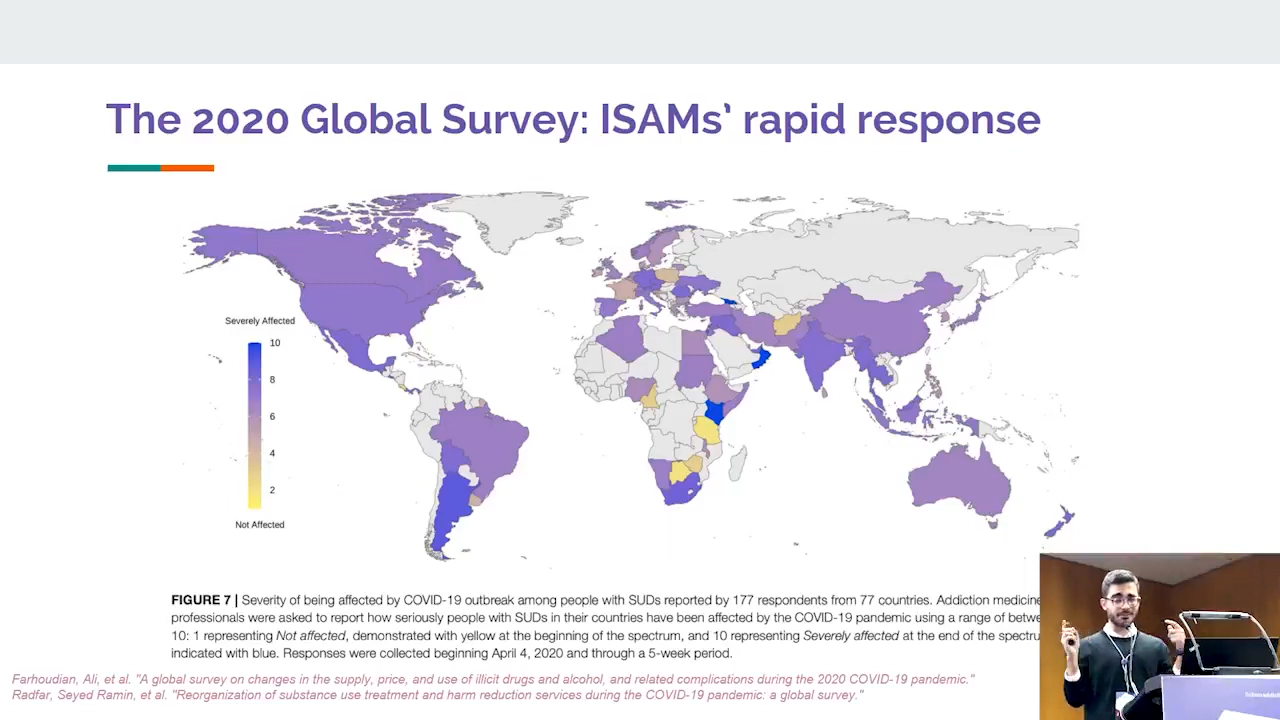 The 2020 Global Survey: ISAMs’ rapid response
Severely Affected
10
8
6
4
2
Not Affected
FIGURE 7 | Severity of being affected by COVID-19 outbreak among people with SUDs reported by 177 respondents from 77 countries. Addiction medicine
professionals were asked to report how seriously people with SUDs in their countries have been affected by the COVID-19 pandemic using a range of
10: 1 representing Not affected, demonstrated with yellow at the beginning of the spectrum, and 10 representing Severely affected at the end of the
indicated with blue. Responses were collected beginning April 4, 2020 and through a 5-week period.
Farhoudian, Ali, et al. "A global survey on changes in the supply, price, and use of illicit drugs and alcohol, and related complications during the 2020 COVID-19 pandemic."
Radfar, Seyed Ramin, et al. "Reorganization of substance use treatment and harm reduction services during the COVID-19 pandemic: a global survey."